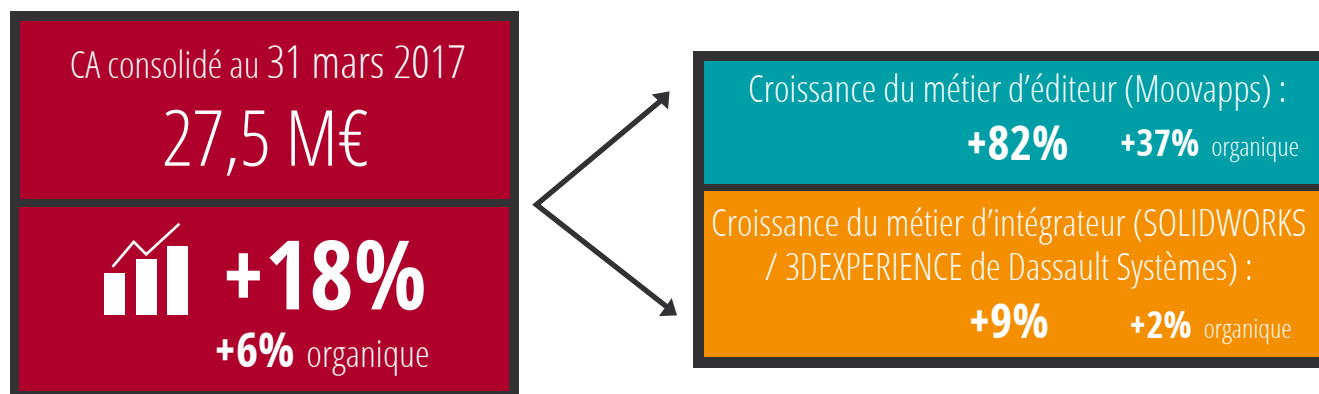 CA consolidé au 31 mars 2017
27,5 M€
+18%
+6% organique
Croissance du métier d'éditeur (Moovapps) :
+82% +37% organique
Croissance du métier d'intégrateur (SOLIDWORKS
/ 3DEXPERIENCE de Dassault Systèmes) :
+9% +2% organique